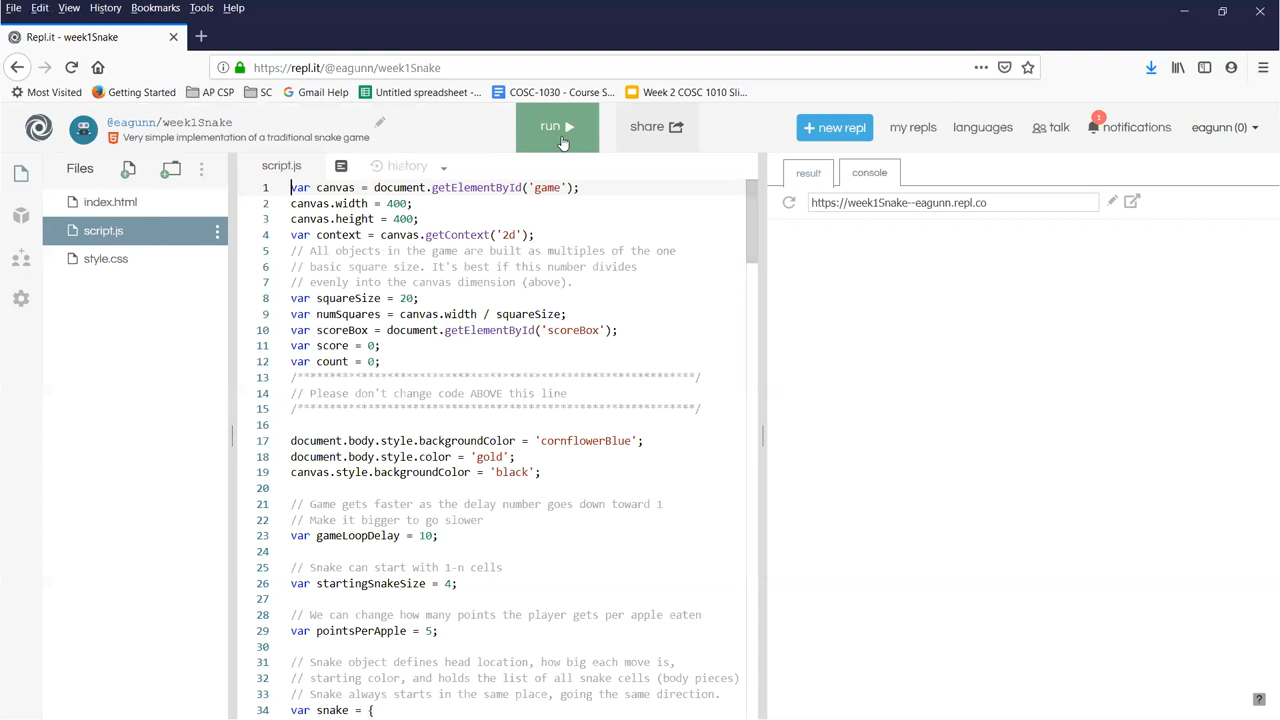 File Edit View History Bookmarks Tools Help
Repl.it - week1Snake
https://repl.it/@eagunn/week1Snake
Most Visited Getting Started AP CSP SC Gmail Help Untitled spreadsheet -... COSC-1030 - Course S... Week 2 COSC 1010 Sli...
@eagunn/week1Snake
Very simple implementation of a traditional snake game
run
share
+ new repl
my repls
languages
talk
1
notifications
eagunn (0)
Files
index.html
script.js
style.css
script.js
history
1 var canvas = document.getElementById('game');
2 canvas.width = 400;
3 canvas.height = 400;
4 var context = canvas.getContext('2d');
5 // All objects in the game are built as multiples of the one
6 // basic square size. It's best if this number divides
7 // evenly into the canvas dimension (above).
8 var squareSize = 20;
9 var numSquares = canvas.width / squareSize;
10 var scoreBox = document.getElementById('scoreBox');
11 var score = 0;
12 var count = 0;
13 /*************************************************************/
14 // Please don't change code ABOVE this line
15 /*************************************************************/
16
17 document.body.style.backgroundColor = 'cornflowerBlue';
18 document.body.style.color = 'gold';
19 canvas.style.backgroundColor = 'black';
20
21 // Game gets faster as the delay number goes down toward 1
22 // Make it bigger to go slower
23 var gameLoopDelay = 10;
24
25 // Snake can start with 1-n cells
26 var startingSnakeSize = 4;
27
28 // We can change how many points the player gets per apple eaten
29 var pointsPerApple = 5;
30
31 // Snake object defines head location, how big each move is,
32 // starting color, and holds the list of all snake cells (body pieces)
33 // Snake always starts in the same place, going the same direction.
34 var snake = {
result
console
https://week1Snake--eagunn.repl.co
?